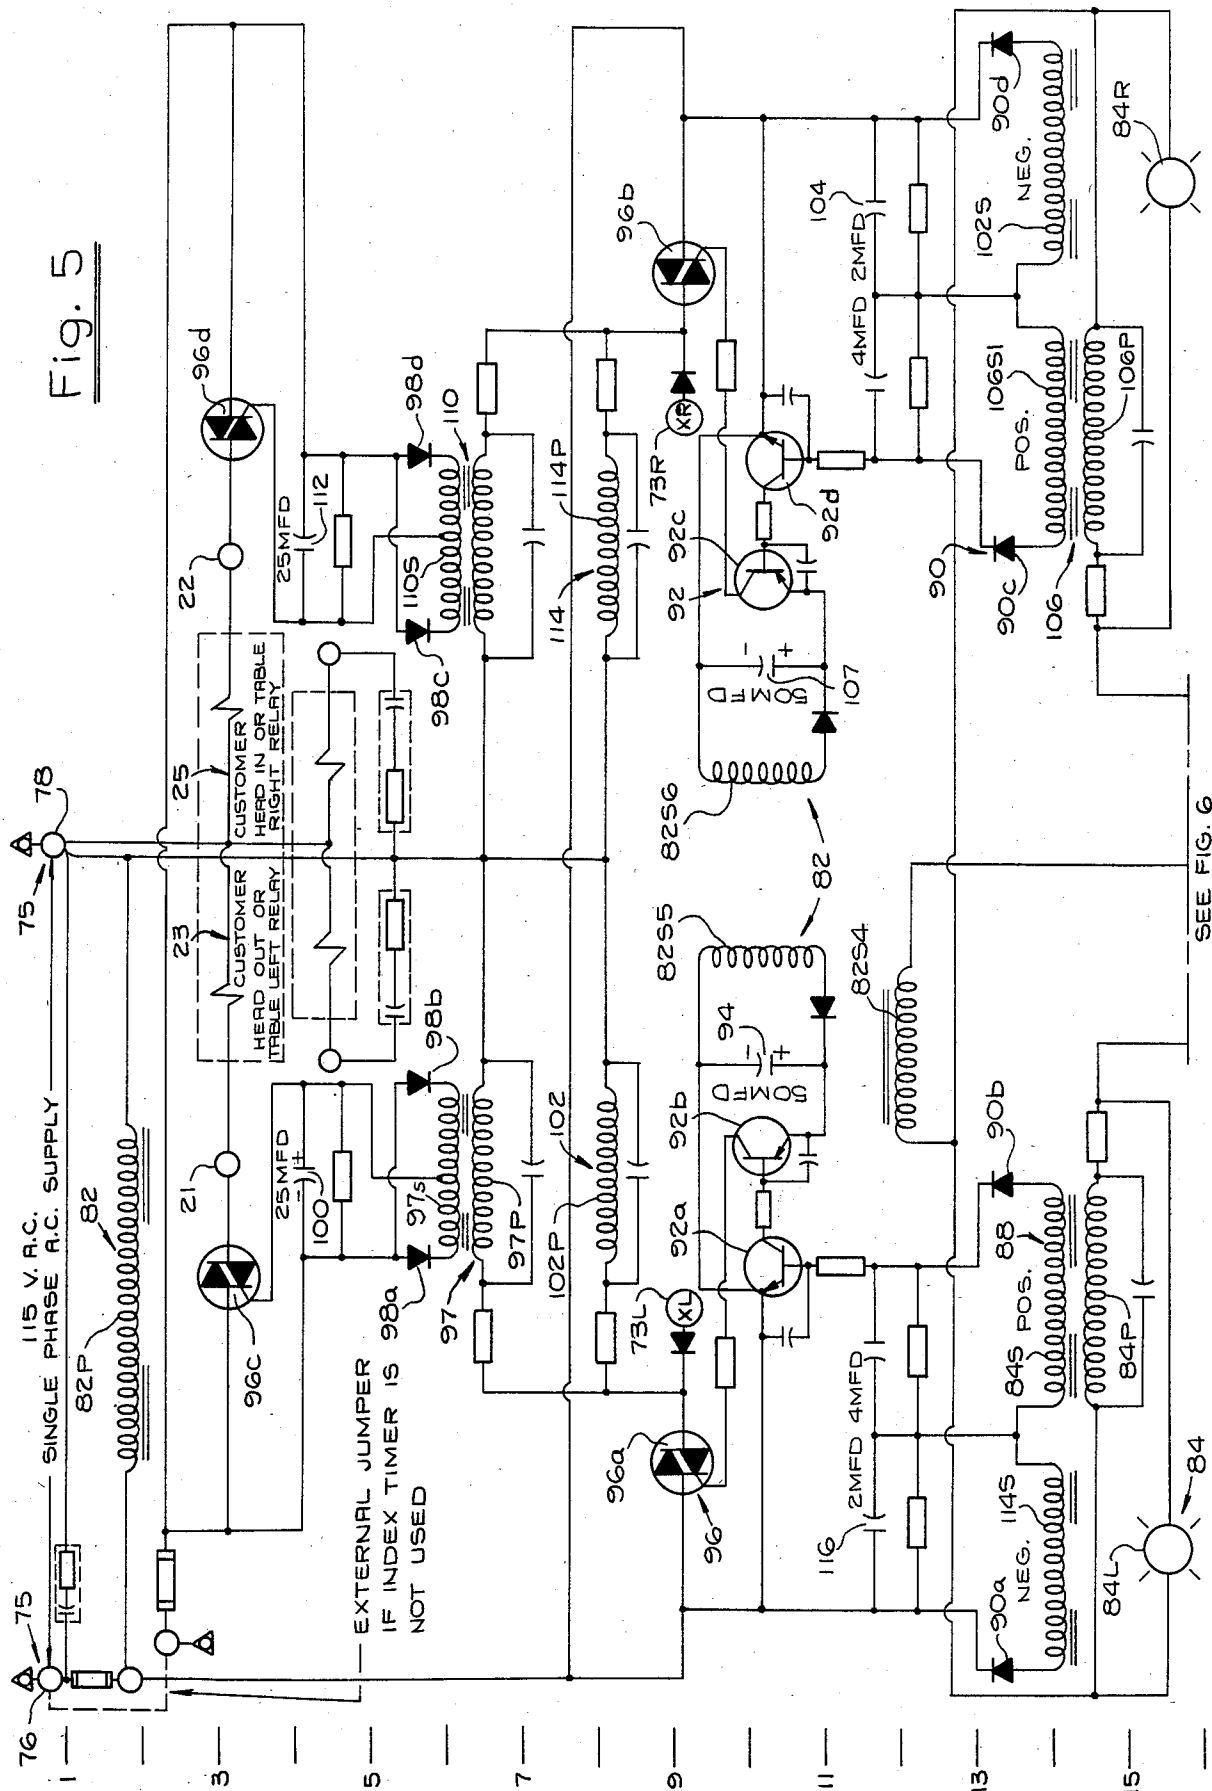 Fig. 5
115 V. A.C.
SINGLE PHASE A.C. SUPPLY
75
76
75
78
82
82P
EXTERNAL JUMPER
IF INDEX TIMER IS
NOT USED
96c
21
23
CUSTOMER
HEAD OUT OR
TABLE LEFT RELAY
25
CUSTOMER
HEAD IN OR TABLE
RIGHT RELAY
22
96d
25MFD
+
100
25MFD
112
98a
98b
97
97s
97P
98c
98d
110S
110
102P
102
114
114P
73L
XL
73R
XR
96a
96
96b
92a
92b
50MFD
94
-
+
82S5
82
82S6
50MFD
107
-
+
92
92c
92d
116
2MFD 4MFD
4MFD 2MFD
104
82S4
90a
NEG.
114S
84S
POS.
88
90b
84P
84L
84
90
90c
POS.
106S1
106
106P
102S
NEG.
90d
84R
SEE FIG. 6
1
3
5
7
9
11
13
15